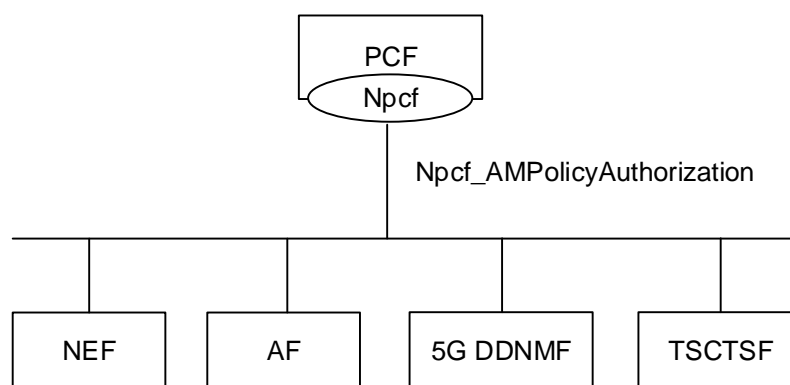 PCF
Npcf
Npcf_AMPolicyAuthorization
NEF
AF
5G DDNMF
TSCTSF